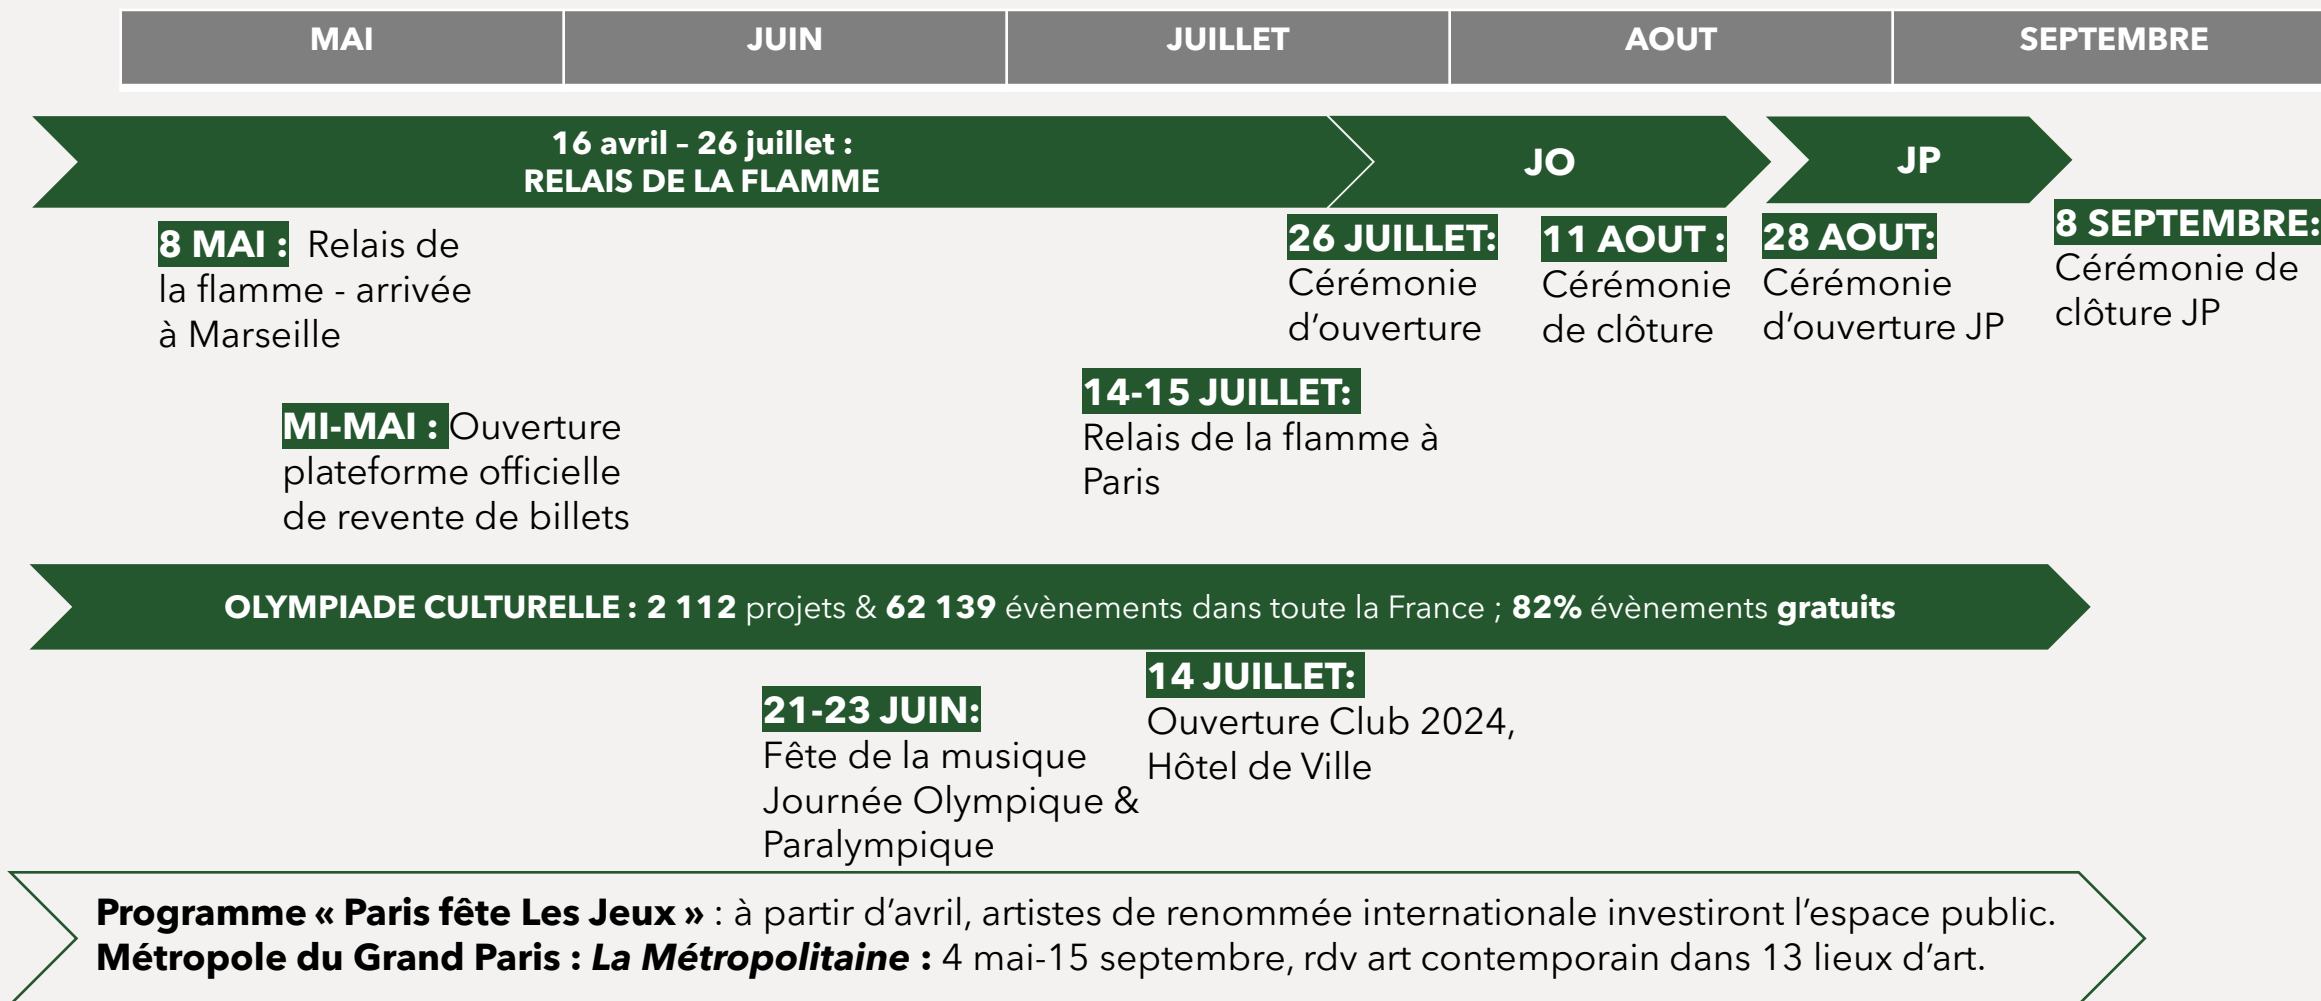 MAI
JUIN
JUILLET
AOUT
SEPTEMBRE
16 avril – 26 juillet :
RELAIS DE LA FLAMME
JO
JP
8 MAI : Relais de
la flamme - arrivée
à Marseille
26 JUILLET:
Cérémonie
d’ouverture
11 AOUT :
Cérémonie
de clôture
28 AOUT:
Cérémonie
d’ouverture JP
8 SEPTEMBRE:
Cérémonie de
clôture JP
MI-MAI : Ouverture
plateforme officielle
de revente de billets
14-15 JUILLET:
Relais de la flamme à
Paris
OLYMPIADE CULTURELLE : 2 112 projets & 62 139 évènements dans toute la France ; 82% évènements gratuits
21-23 JUIN:
Fête de la musique
Journée Olympique &
Paralympique
14 JUILLET:
Ouverture Club 2024,
Hôtel de Ville
Programme « Paris fête Les Jeux » : à partir d’avril, artistes de renommée internationale investiront l’espace public.
Métropole du Grand Paris : La Métropolitaine : 4 mai-15 septembre, rdv art contemporain dans 13 lieux d’art.